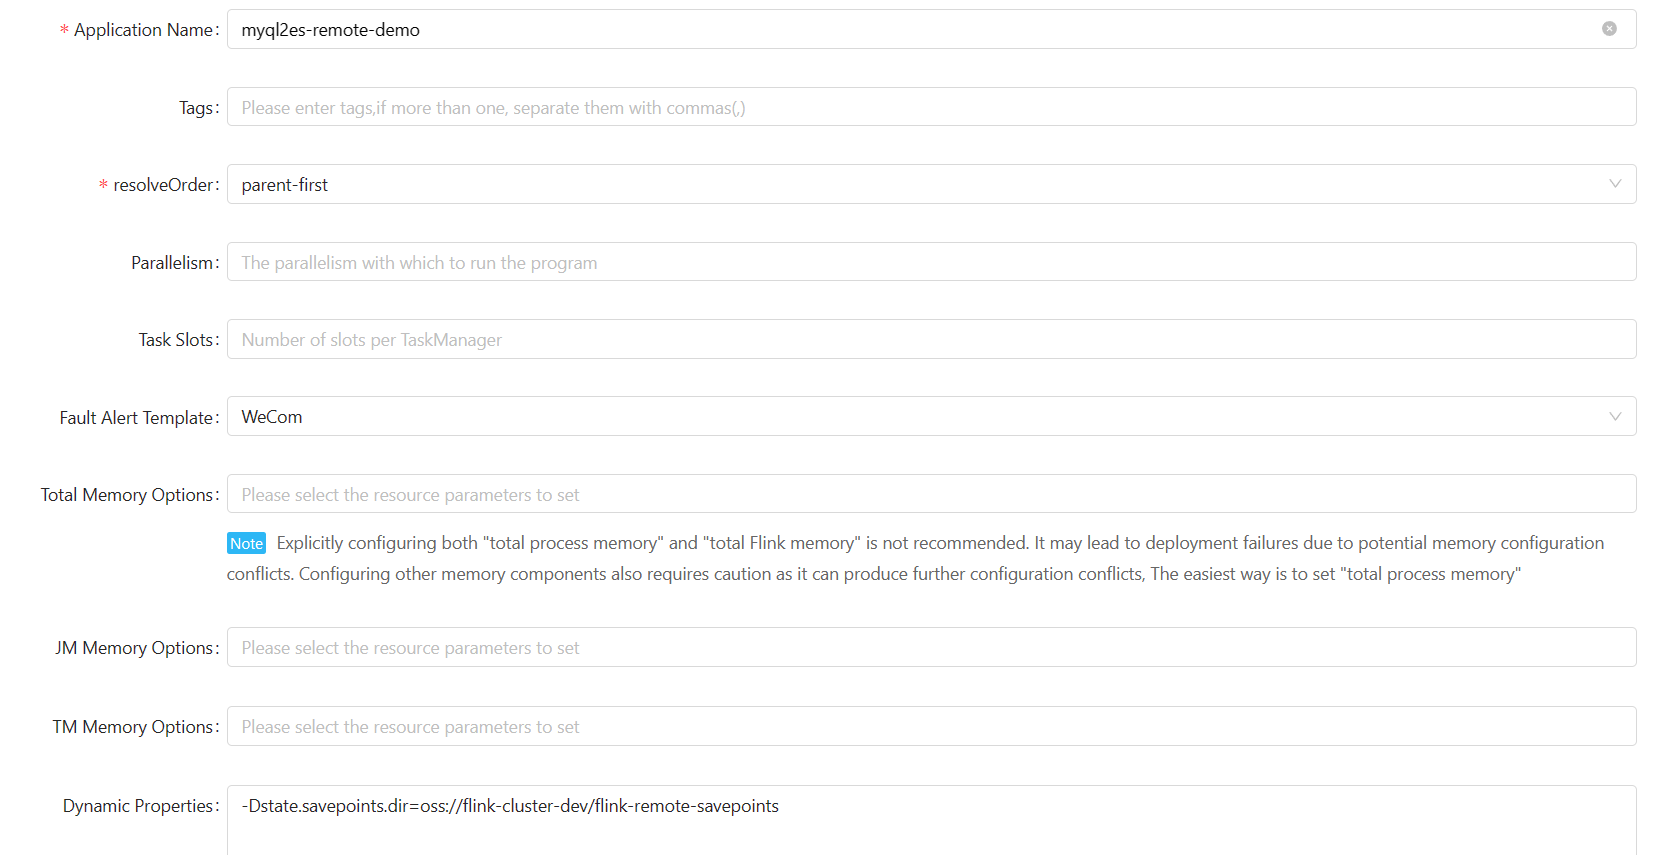 * Application Name: myql2es-remote-demo
Tags: Please enter tags,if more than one, separate them with commas(,)
* resolveOrder: parent-first
Parallelism: The parallelism with which to run the program
Task Slots: Number of slots per TaskManager
Fault Alert Template: WeCom
Total Memory Options: Please select the resource parameters to set
Note Explicitly configuring both "total process memory" and "total Flink memory" is not recommended. It may lead to deployment failures due to potential memory configuration
conflicts. Configuring other memory components also requires caution as it can produce further configuration conflicts, The easiest way is to set "total process memory"
JM Memory Options: Please select the resource parameters to set
TM Memory Options: Please select the resource parameters to set
Dynamic Properties: -Dstate.savepoints.dir=oss://flink-cluster-dev/flink-remote-savepoints